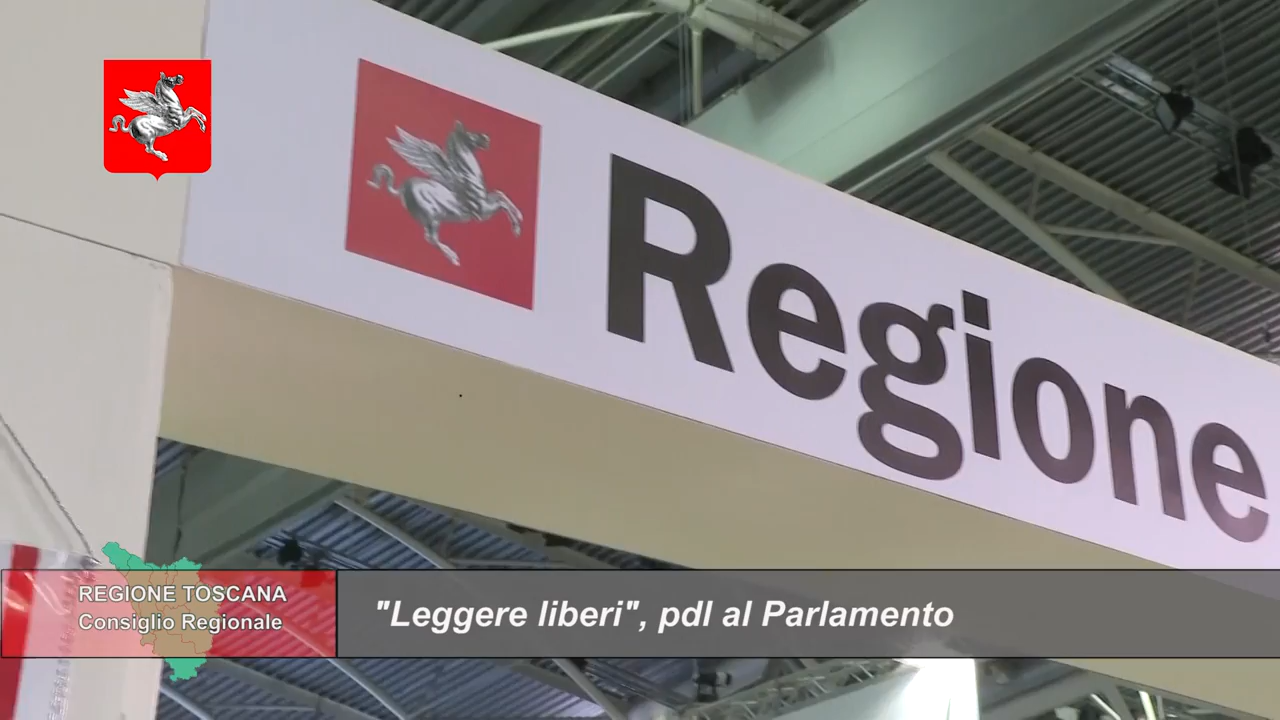 Regione
REGIONE TOSCANA
Consiglio Regionale
"Leggere liberi", pdl al Parlamento